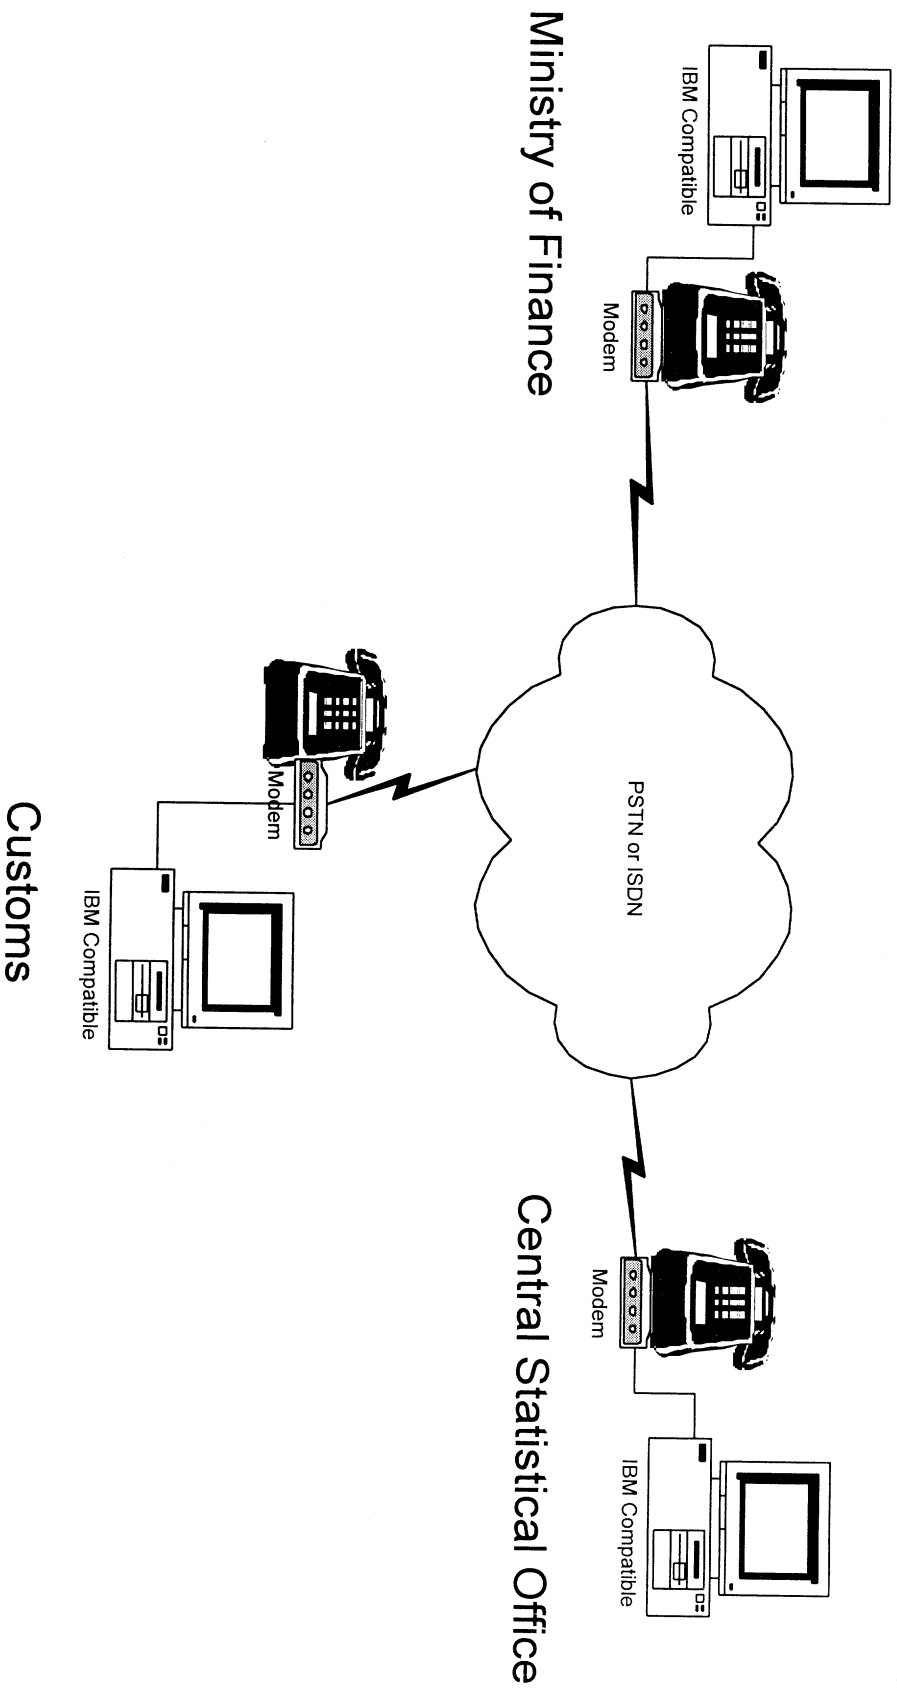 IBM Compatible
Modem
Ministry of Finance
PSTN or ISDN
Modem
IBM Compatible
Customs
Modem
IBM Compatible
Central Statistical Office